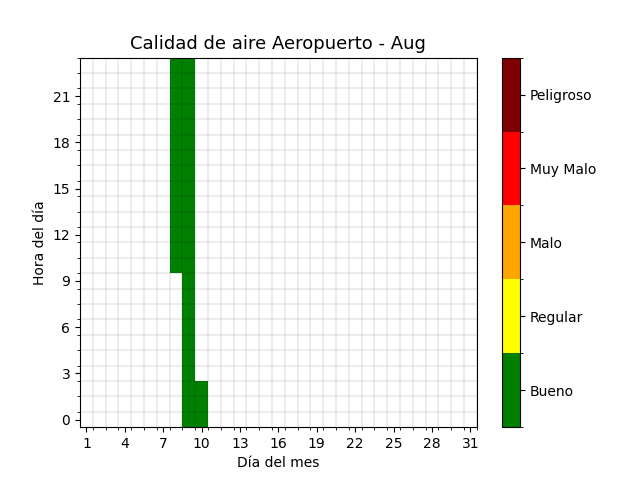 Calidad de aire Aeropuerto - Aug
21
18
15
12
9
6
3
0
Hora del día
1 4 7 10 13 16 19 22 25 28 31
Día del mes
Peligroso
Muy Malo
Malo
Regular
Bueno